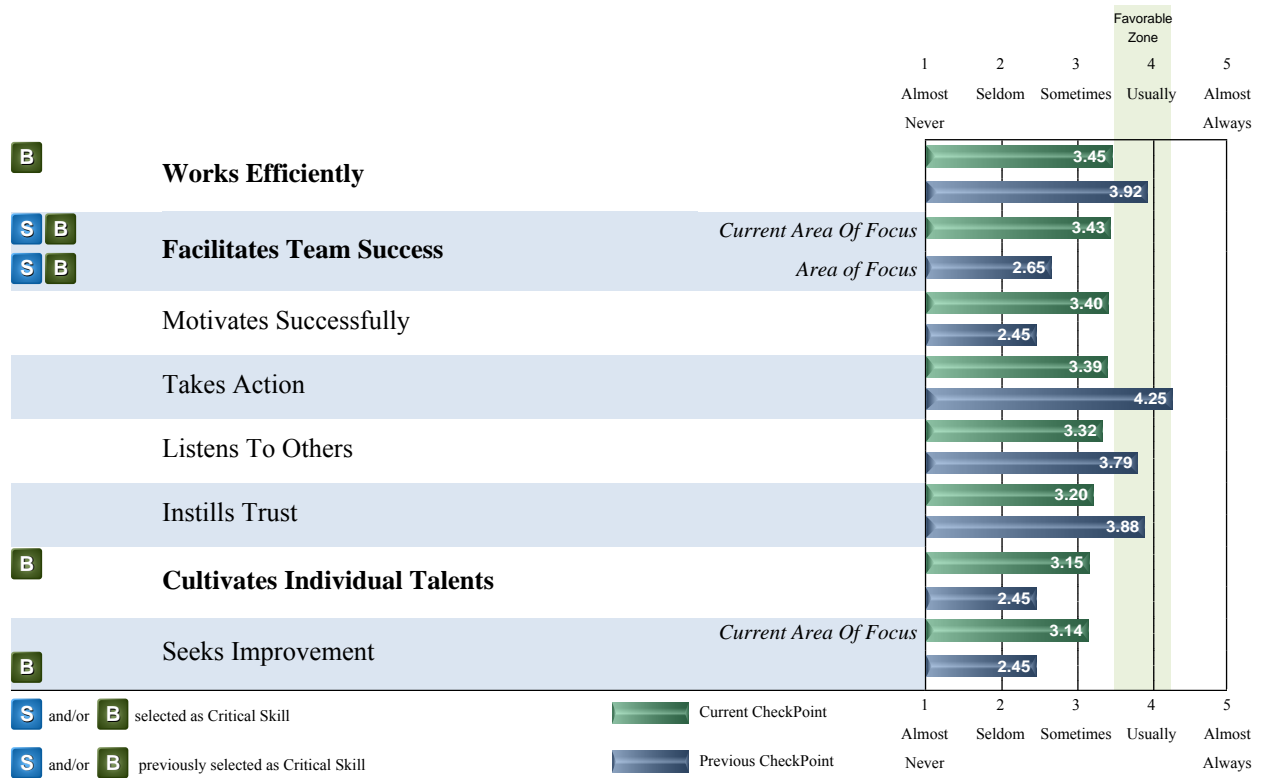 Favorable
Zone
1 2 3 4 5
Almost Seldom Sometimes Usually Almost
Never Always
B
Works Efficiently
3.45
3.92
S B
Facilitates Team Success
Current Area Of Focus
3.43
S B
Area of Focus
2.65
Motivates Successfully
3.40
2.45
Takes Action
3.39
4.25
Listens To Others
3.32
3.79
Instills Trust
3.20
3.88
B
Cultivates Individual Talents
3.15
2.45
Seeks Improvement
Current Area Of Focus
3.14
B
2.45
S and/or B selected as Critical Skill
Current CheckPoint
S and/or B previously selected as Critical Skill
Previous CheckPoint
1 2 3 4 5
Almost Seldom Sometimes Usually Almost
Never Always